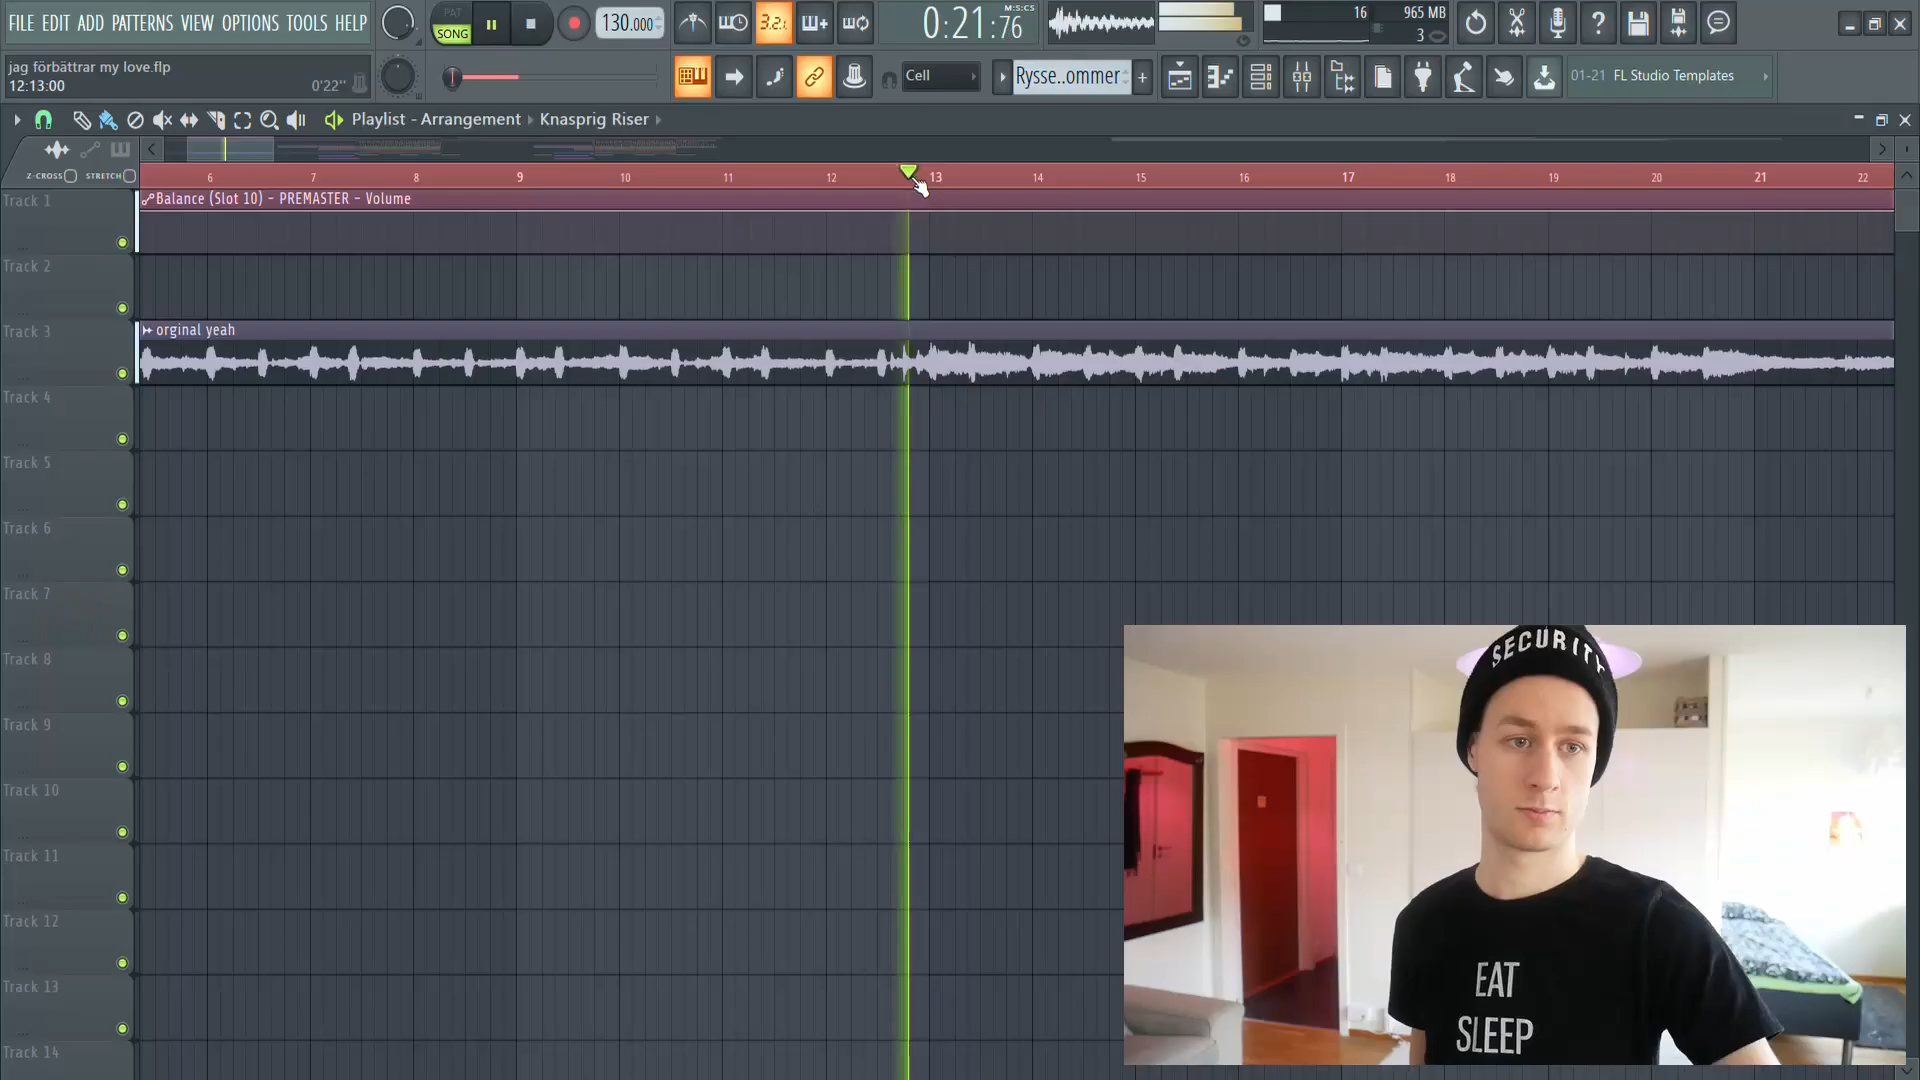 FILE EDIT ADD PATTERNS VIEW OPTIONS TOOLS HELP
PAT
SONG
130.000
3.2.
0:21:76
M:S:CS
16
965 MB
3
jag förbättrar my love.flp
12:13:00
0'22"
Cell
Rysse..ommer
01-21 FL Studio Templates
Playlist - Arrangement Knasprig Riser
Z-CROSS STRETCH
6 7 8 9 10 11 12 13 14 15 16 17 18 19 20 21 22
Track 1
Balance (Slot 10) - PREMASTER - Volume
Track 2
Track 3
orginal yeah
Track 4
Track 5
Track 6
Track 7
Track 8
Track 9
Track 10
Track 11
Track 12
Track 13
Track 14
SECURITY
EAT
SLEEP